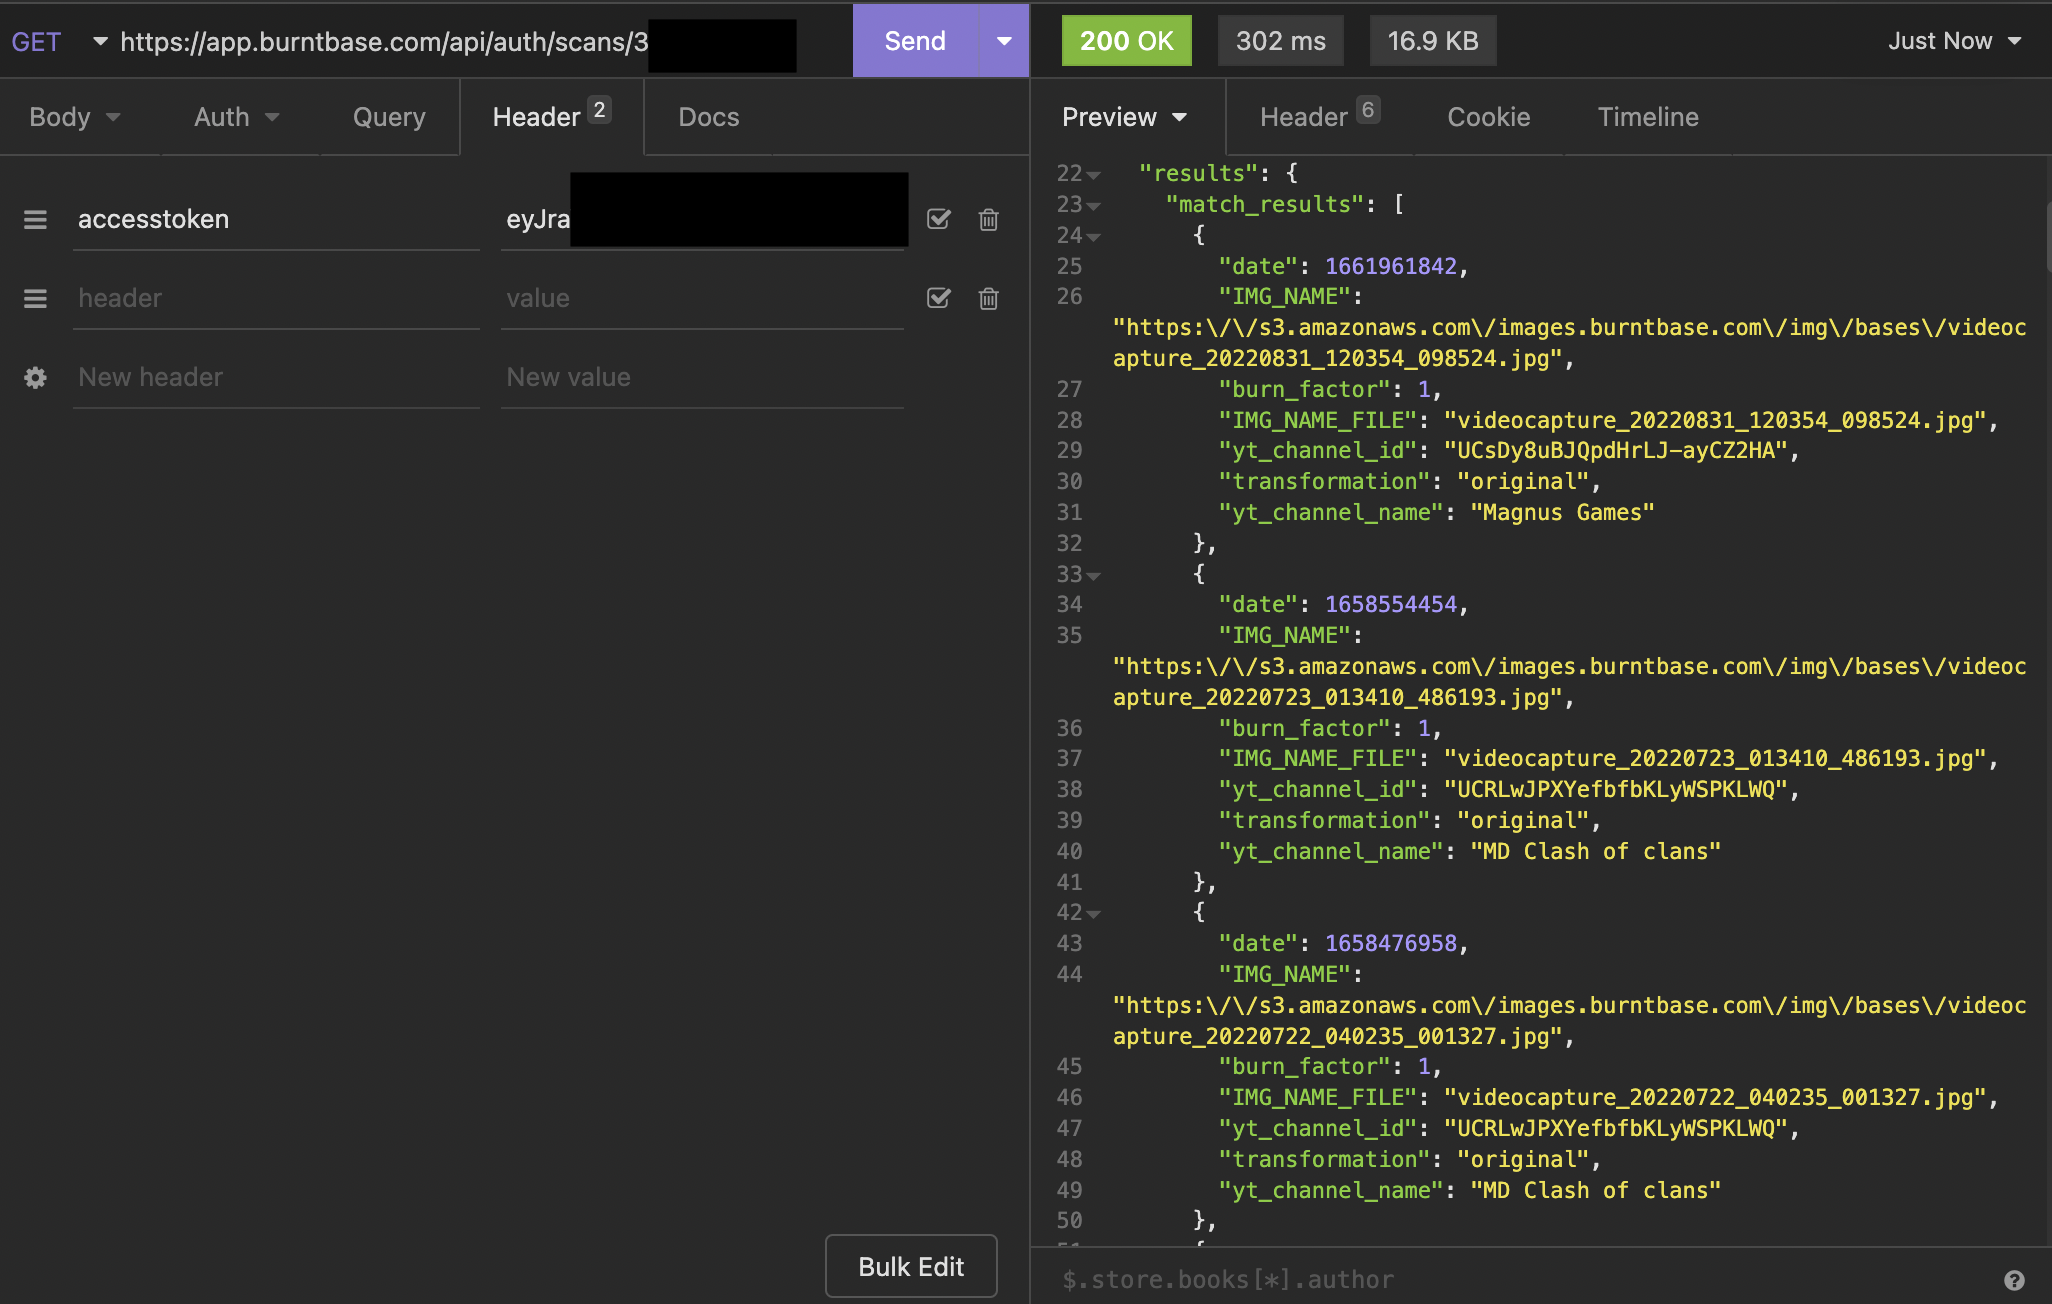 GET https://app.burntbase.com/api/auth/scans/3
Send
200 OK
302 ms
16.9 KB
Just Now
Body
Auth
Query
Header 2
Docs
Preview
Header 6
Cookie
Timeline
accesstoken eyJra
header value
New header New value
Bulk Edit
22 "results": {
23 "match_results": [
24 {
25 "date": 1661961842,
26 "IMG_NAME":
"https:\/\/s3.amazonaws.com\/images.burntbase.com\/img\/bases\/videoc
apture_20220831_120354_098524.jpg",
27 "burn_factor": 1,
28 "IMG_NAME_FILE": "videocapture_20220831_120354_098524.jpg",
29 "yt_channel_id": "UCsDy8uBJQpdHrLJ-ayCZ2HA",
30 "transformation": "original",
31 "yt_channel_name": "Magnus Games"
32 },
33 {
34 "date": 1658554454,
35 "IMG_NAME":
"https:\/\/s3.amazonaws.com\/images.burntbase.com\/img\/bases\/videoc
apture_20220723_013410_486193.jpg",
36 "burn_factor": 1,
37 "IMG_NAME_FILE": "videocapture_20220723_013410_486193.jpg",
38 "yt_channel_id": "UCRLwJPXYefbfbKLyWSPKLWQ",
39 "transformation": "original",
40 "yt_channel_name": "MD Clash of clans"
41 },
42 {
43 "date": 1658476958,
44 "IMG_NAME":
"https:\/\/s3.amazonaws.com\/images.burntbase.com\/img\/bases\/videoc
apture_20220722_040235_001327.jpg",
45 "burn_factor": 1,
46 "IMG_NAME_FILE": "videocapture_20220722_040235_001327.jpg",
47 "yt_channel_id": "UCRLwJPXYefbfbKLyWSPKLWQ",
48 "transformation": "original",
49 "yt_channel_name": "MD Clash of clans"
50 },
$.store.books[*].author